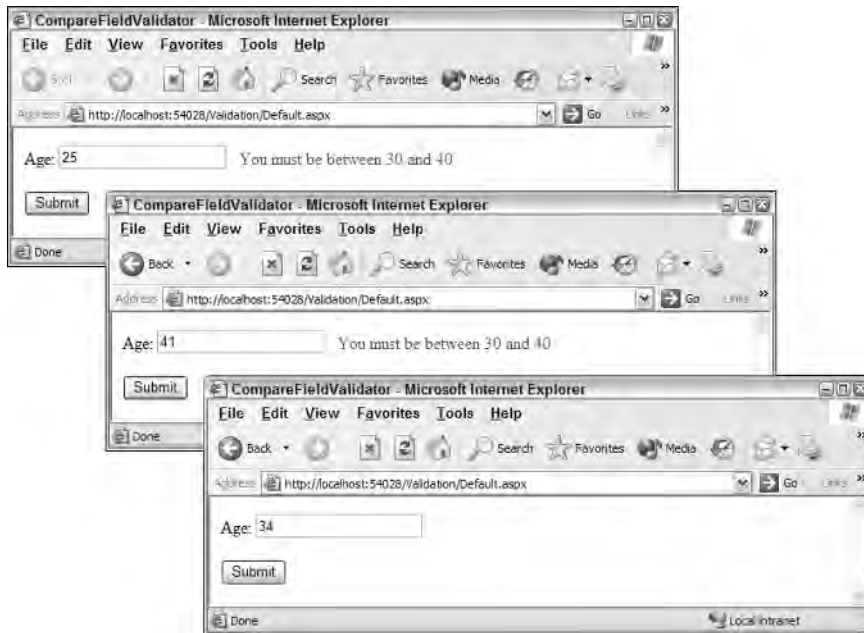 CompareFieldValidator - Microsoft Internet Explorer
File Edit View Favorites Tools Help
Search Favorites Media
Address http://localhost:54028/Validation/Default.aspx Go Links
Age: 25 You must be between 30 and 40
Submit
Done
CompareFieldValidator - Microsoft Internet Explorer
File Edit View Favorites Tools Help
Back Search Favorites Media
Address http://localhost:54028/Validation/Default.aspx Go Links
Age: 41 You must be between 30 and 40
Submit
Done
CompareFieldValidator - Microsoft Internet Explorer
File Edit View Favorites Tools Help
Back Search Favorites Media
Address http://localhost:54028/Validation/Default.aspx Go Links
Age: 34
Submit
Done Local intranet